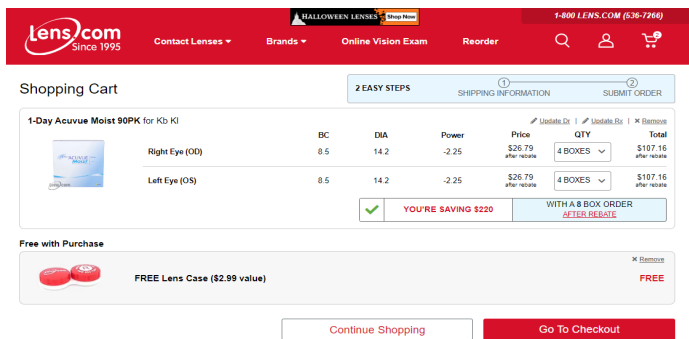 HALLOWEEN LENSES Shop Now
1-800 LENS.COM (536-7266)
Lens.com
Since 1995
Contact Lenses
Brands
Online Vision Exam
Reorder
Shopping Cart
2 EASY STEPS
1
SHIPPING INFORMATION
2
SUBMIT ORDER
1-Day Acuvue Moist 90PK for Kb Kl
Update Dr | Update Rx | × Remove
BC DIA Power Price QTY Total
Right Eye (OD) 8.5 14.2 -2.25 $26.79 4 BOXES $107.16
after rebate after rebate
Left Eye (OS) 8.5 14.2 -2.25 $26.79 4 BOXES $107.16
after rebate after rebate
ACUVUE
Moist
YOU'RE SAVING $220
WITH A 8 BOX ORDER
AFTER REBATE
Free with Purchase
× Remove
FREE Lens Case ($2.99 value) FREE
Continue Shopping
Go To Checkout